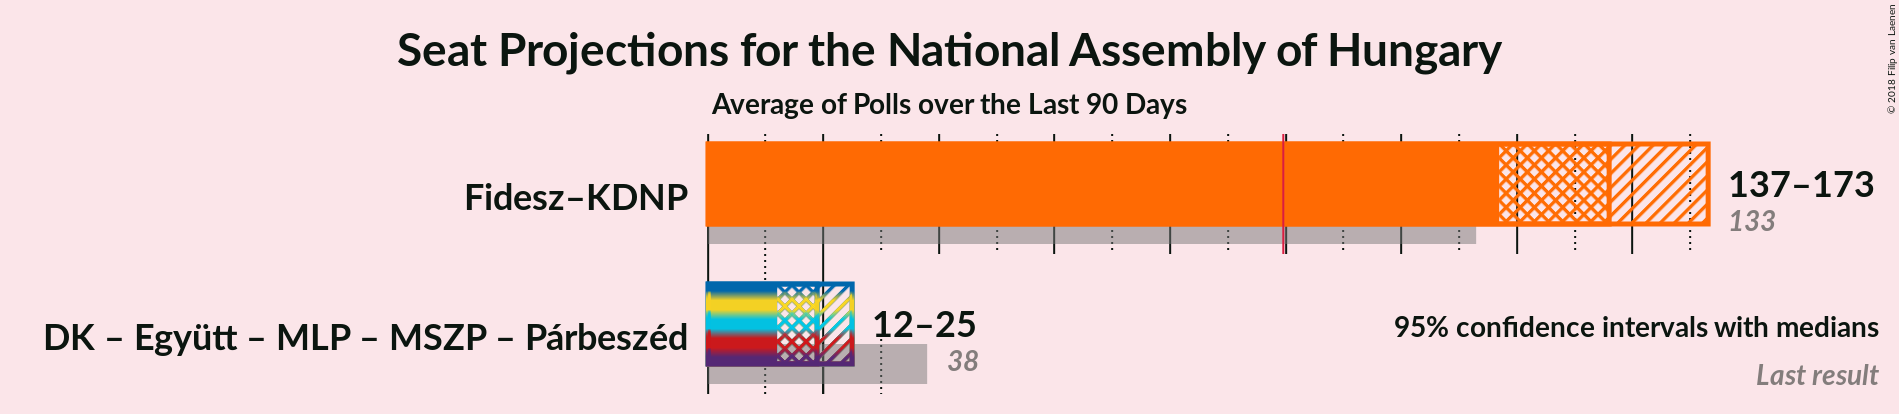 Seat Projections for the National Assembly of Hungary
Average of Polls over the Last 90 Days
Fidesz–KDNP
137–173
133
DK – Együtt – MLP – MSZP – Párbeszéd
12–25
38
95% confidence intervals with medians
Last result
© 2018 Filip van Laenen